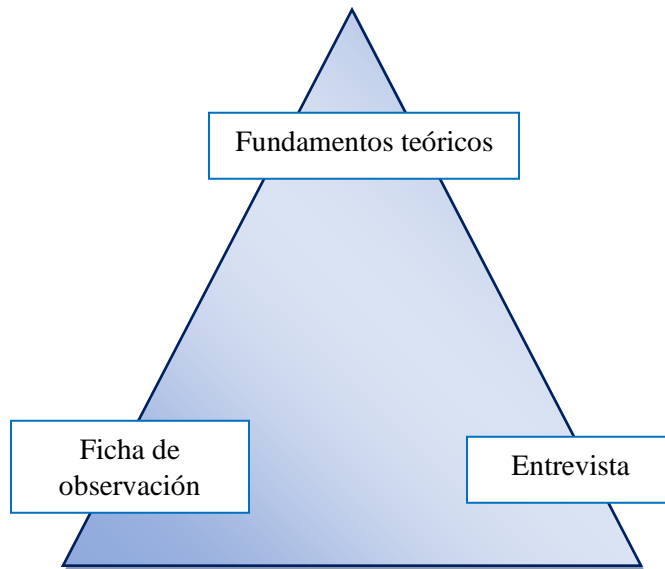 Fundamentos teóricos
Ficha de
observación
Entrevista